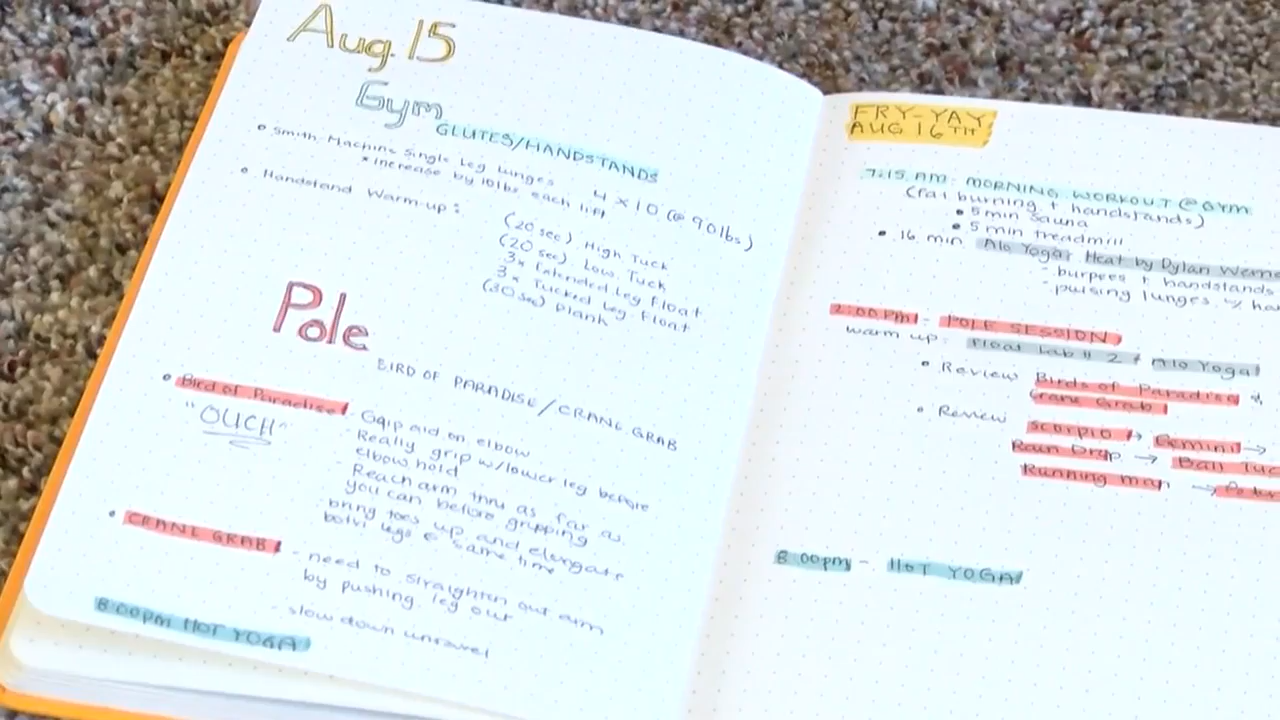 Aug. 15
Gym
GLUTES/HANDSTANDS
• Smith-Machine Single Leg Lunges 4 x 10 (@ 90lbs)
* increase by 10lbs each lift
• Handstand Warm-up:
(20 sec) High Tuck
(20 sec) Low Tuck
3x Extended Leg Float
3x Tucked Leg Float
(30 sec) Plank
Pole
BIRD OF PARADISE/CRANE GRAB
• Bird of Paradise
"OUCH"
- Grip aid on elbow
Really grip w/lower leg before
elbow hold
Reach arm thru as far as
you can before gripping
bring toes up and elongate
both legs @ same time
• CRANE GRAB
- need to straighten out arm
by pushing leg out
- slow down unravel
8:00pm HOT YOGA
FRY-YAY
AUG 16TH
7:15 AM - MORNING WORKOUT @ GYM
(fat burning + handstands)
• 5 min Sauna
• 5 min treadmill
• 16 min Alo Yoga: Heat by Dylan Werne
- burpees + handstands
- pulsing lunges w/ ha
2:00 PM - POLE SESSION
warm up: Float Lab # 2 + Alo Yoga
• Review Birds of Paradise &
Crane Grab
• Review Scorpio → Gemini →
Rain Drop → Ball Tuc
Running man →
8:00pm - HOT YOGA